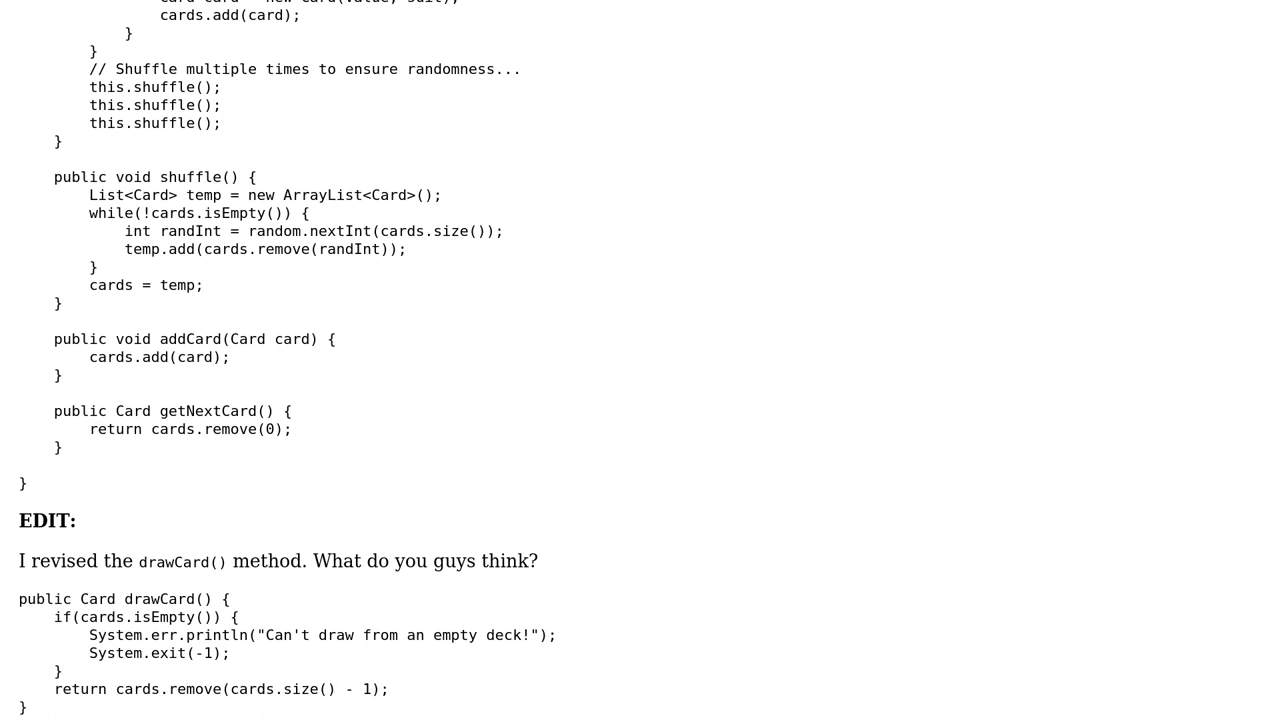 cards.add(card);
            }
        }
        // Shuffle multiple times to ensure randomness...
        this.shuffle();
        this.shuffle();
        this.shuffle();
    }

    public void shuffle() {
        List<Card> temp = new ArrayList<Card>();
        while(!cards.isEmpty()) {
            int randInt = random.nextInt(cards.size());
            temp.add(cards.remove(randInt));
        }
        cards = temp;
    }

    public void addCard(Card card) {
        cards.add(card);
    }

    public Card getNextCard() {
        return cards.remove(0);
    }

}
EDIT:
I revised the drawCard() method. What do you guys think?
public Card drawCard() {
    if(cards.isEmpty()) {
        System.err.println("Can't draw from an empty deck!");
        System.exit(-1);
    }
    return cards.remove(cards.size() - 1);
}